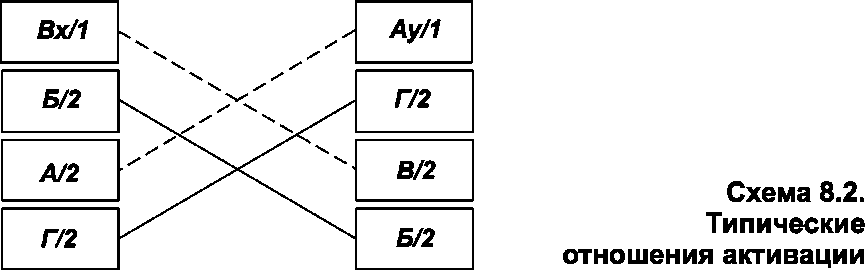 Вх/1
Ау/1
Б/2
Г/2
А/2
В/2
Г/2
Б/2
Схема 8.2.
Типические
отношения активации